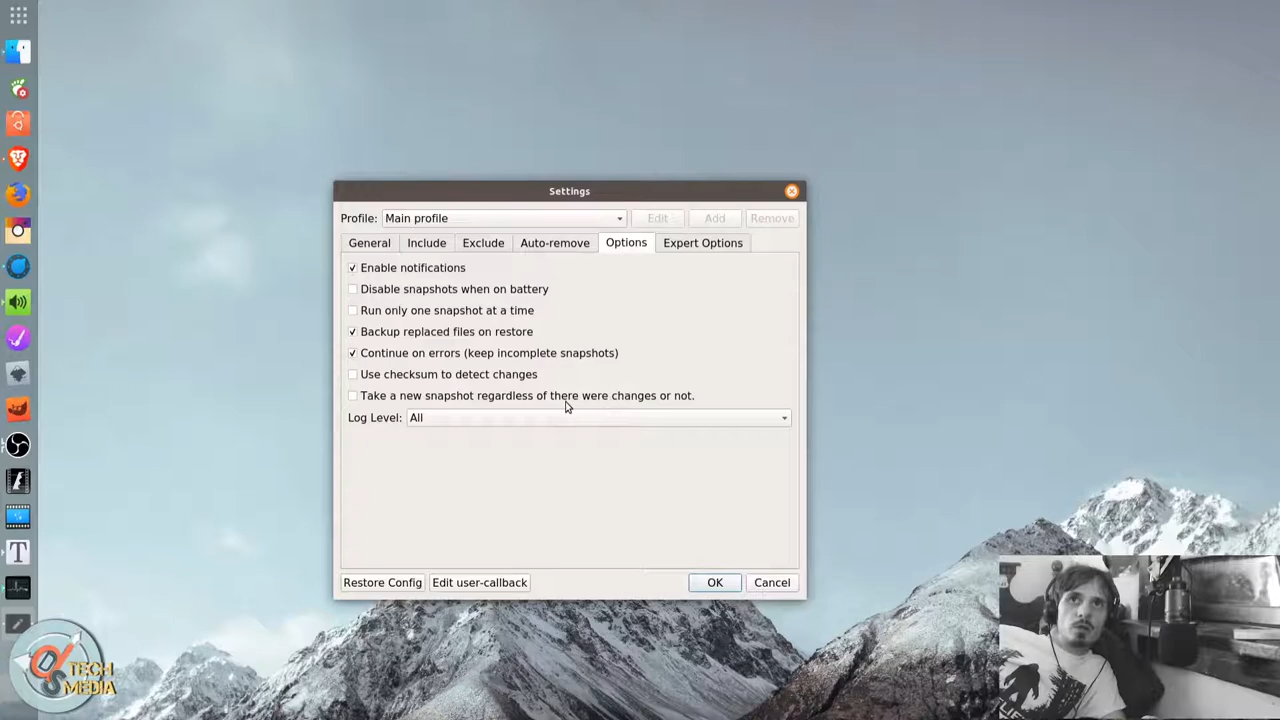 Settings
Profile: Main profile Edit Add Remove
General Include Exclude Auto-remove Options Expert Options
Enable notifications
Disable snapshots when on battery
Run only one snapshot at a time
Backup replaced files on restore
Continue on errors (keep incomplete snapshots)
Use checksum to detect changes
Take a new snapshot regardless of there were changes or not.
Log Level: All
Restore Config Edit user-callback OK Cancel
TECH
MEDIA